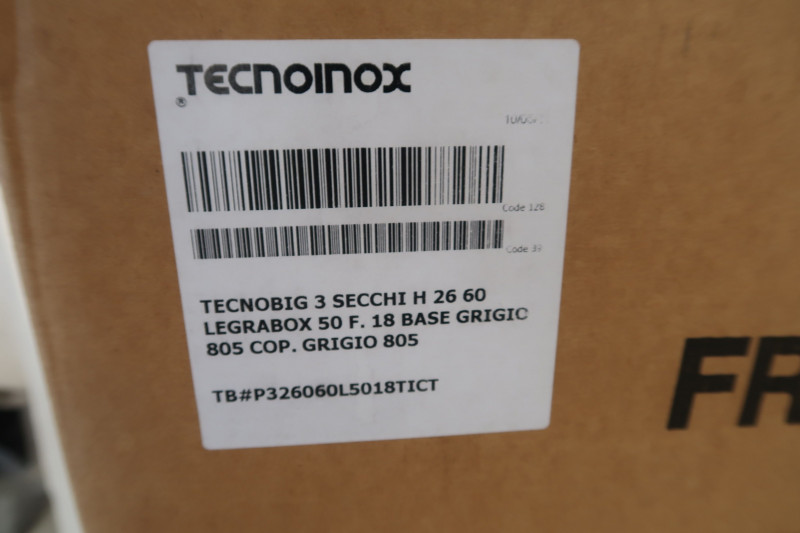 TECNOINOX
®
Code 128
Code 39
TECNOBIG 3 SECCHI H 26 60
LEGRABOX 50 F. 18 BASE GRIGIO
805 COP. GRIGIO 805
TB#P326060L5018TICT
FR